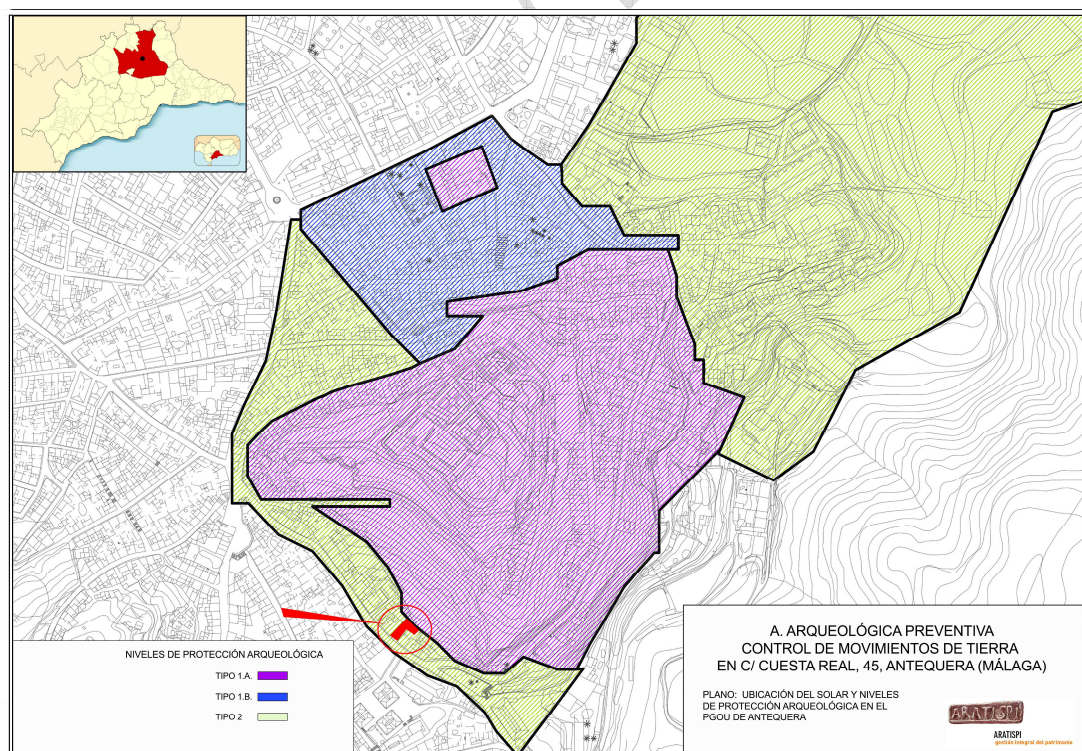 NIVELES DE PROTECCIÓN ARQUEOLÓGICA
TIPO 1.A.
TIPO 1.B.
TIPO 2
A. ARQUEOLÓGICA PREVENTIVA
CONTROL DE MOVIMIENTOS DE TIERRA
EN C/ CUESTA REAL, 45, ANTEQUERA (MÁLAGA)
PLANO: UBICACIÓN DEL SOLAR Y NIVELES
DE PROTECCIÓN ARQUEOLÓGICA EN EL
PGOU DE ANTEQUERA
ARATISPI
ARATISPI
gestión integral del patrimonio